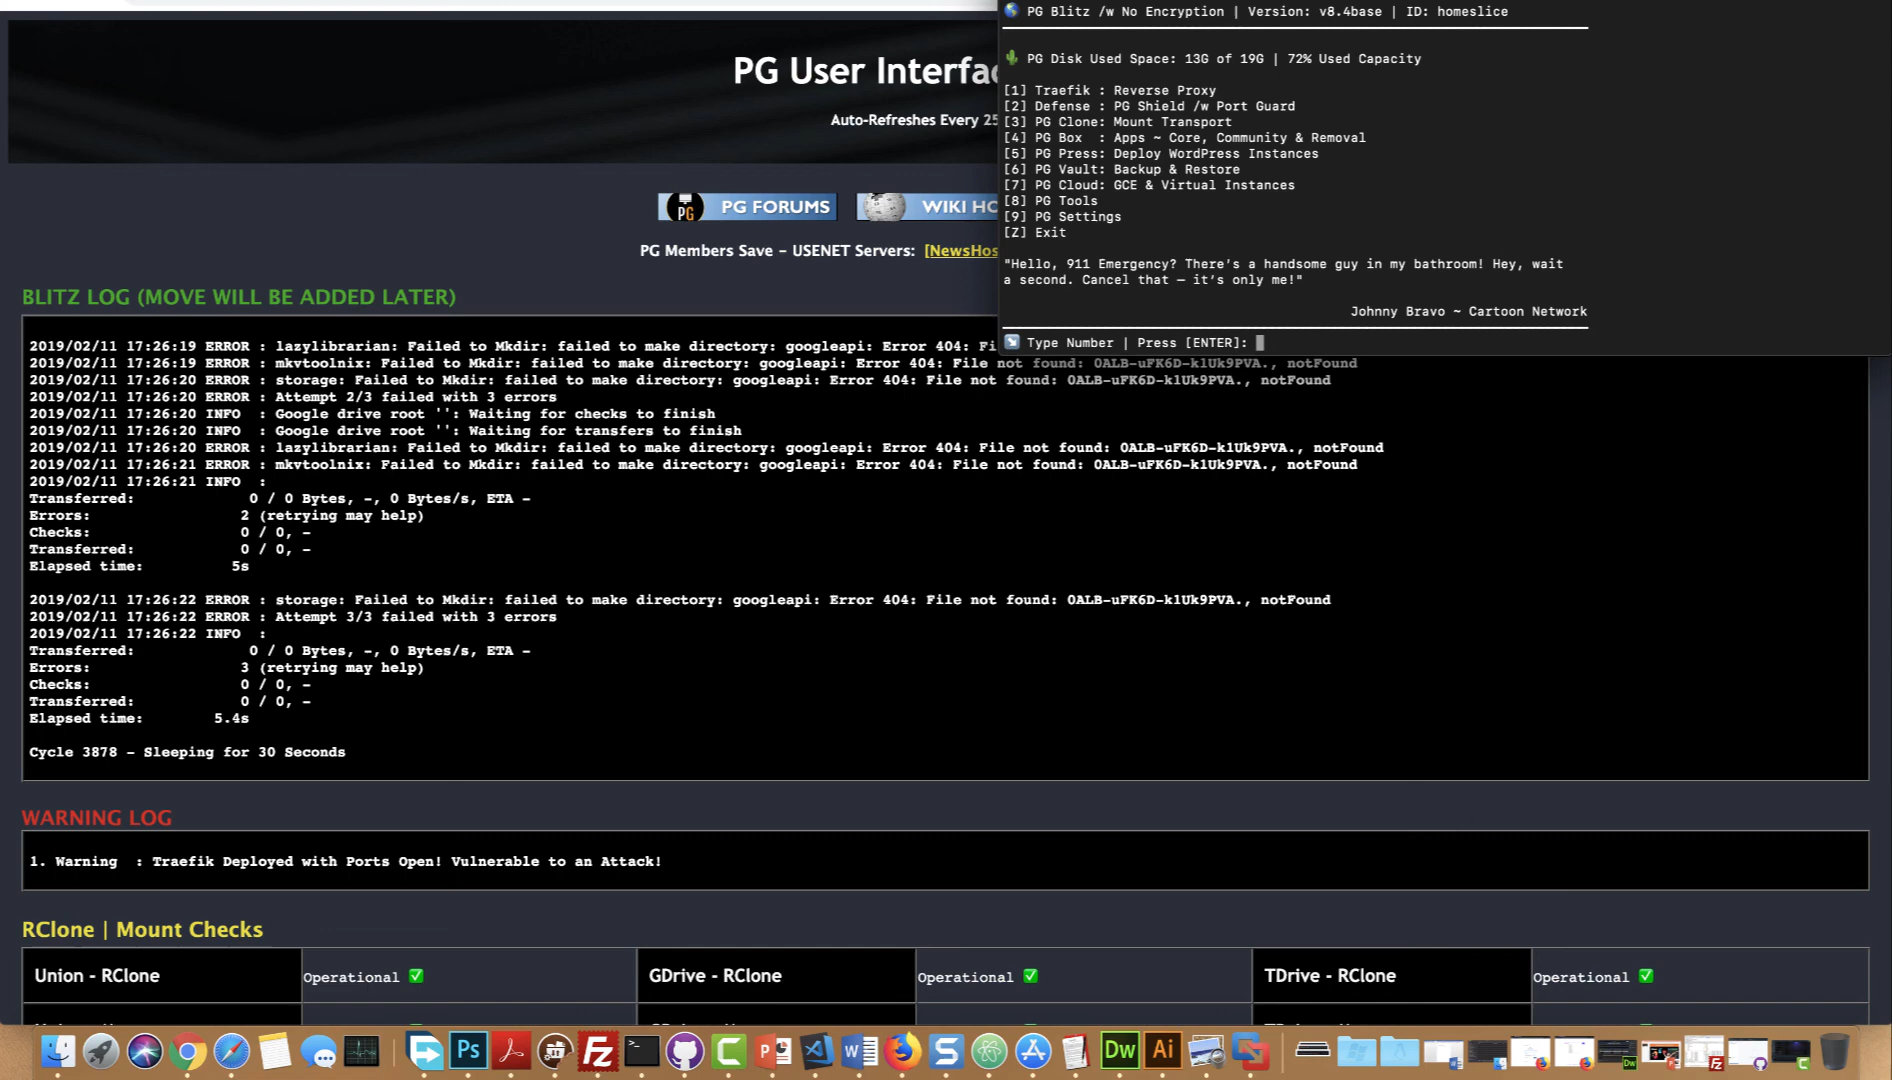 PG User Interfac
Auto-Refreshes Every 25
PG FORUMS
WIKI HO
PG Members Save – USENET Servers: [NewsHos
BLITZ LOG (MOVE WILL BE ADDED LATER)
2019/02/11 17:26:19 ERROR : lazylibrarian: Failed to Mkdir: failed to make directory: googleapi: Error 404: Fi
2019/02/11 17:26:19 ERROR : mkvtoolnix: Failed to Mkdir: failed to make directory: googleapi: Error 404: File not found: 0ALB-uFK6D-klUk9PVA., notFound
2019/02/11 17:26:20 ERROR : storage: Failed to Mkdir: failed to make directory: googleapi: Error 404: File not found: 0ALB-uFK6D-klUk9PVA., notFound
2019/02/11 17:26:20 ERROR : Attempt 2/3 failed with 3 errors
2019/02/11 17:26:20 INFO  : Google drive root '': Waiting for checks to finish
2019/02/11 17:26:20 INFO  : Google drive root '': Waiting for transfers to finish
2019/02/11 17:26:20 ERROR : lazylibrarian: Failed to Mkdir: failed to make directory: googleapi: Error 404: File not found: 0ALB-uFK6D-klUk9PVA., notFound
2019/02/11 17:26:21 ERROR : mkvtoolnix: Failed to Mkdir: failed to make directory: googleapi: Error 404: File not found: 0ALB-uFK6D-klUk9PVA., notFound
2019/02/11 17:26:21 INFO  :
Transferred: 0 / 0 Bytes, -, 0 Bytes/s, ETA -
Errors: 2 (retrying may help)
Checks: 0 / 0, -
Transferred: 0 / 0, -
Elapsed time: 5s
2019/02/11 17:26:22 ERROR : storage: Failed to Mkdir: failed to make directory: googleapi: Error 404: File not found: 0ALB-uFK6D-klUk9PVA., notFound
2019/02/11 17:26:22 ERROR : Attempt 3/3 failed with 3 errors
2019/02/11 17:26:22 INFO  :
Transferred: 0 / 0 Bytes, -, 0 Bytes/s, ETA -
Errors: 3 (retrying may help)
Checks: 0 / 0, -
Transferred: 0 / 0, -
Elapsed time: 5.4s
Cycle 3878 - Sleeping for 30 Seconds
WARNING LOG
1. Warning  : Traefik Deployed with Ports Open! Vulnerable to an Attack!
RClone | Mount Checks
Union - RClone Operational ✅ GDrive - RClone Operational ✅ TDrive - RClone Operational ✅
PG Blitz /w No Encryption | Version: v8.4base | ID: homeslice
PG Disk Used Space: 13G of 19G | 72% Used Capacity
[1] Traefik : Reverse Proxy
[2] Defense : PG Shield /w Port Guard
[3] PG Clone: Mount Transport
[4] PG Box  : Apps ~ Core, Community & Removal
[5] PG Press: Deploy WordPress Instances
[6] PG Vault: Backup & Restore
[7] PG Cloud: GCE & Virtual Instances
[8] PG Tools
[9] PG Settings
[Z] Exit
"Hello, 911 Emergency? There's a handsome guy in my bathroom! Hey, wait
a second. Cancel that – it's only me!"
Johnny Bravo ~ Cartoon Network
Type Number | Press [ENTER]:
Ps
Fz
Dw
Ai